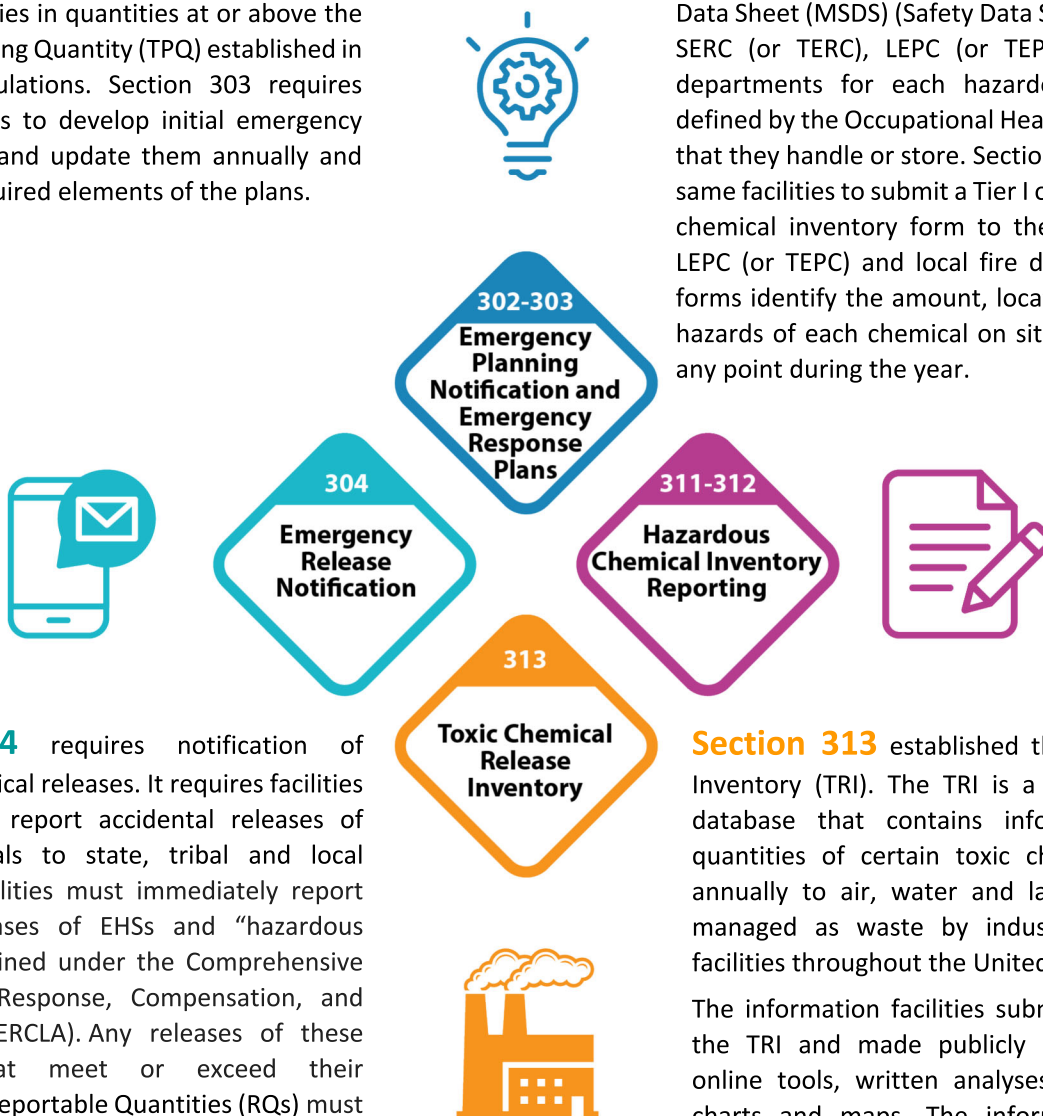 ies in quantities at or above the
ng Quantity (TPQ) established in
ulations. Section 303 requires
s to develop initial emergency
and update them annually and
uired elements of the plans.
Data Sheet (MSDS) (Safety Data S
SERC (or TERC), LEPC (or TEP
departments for each hazard
defined by the Occupational Hea
that they handle or store. Sectio
same facilities to submit a Tier I o
chemical inventory form to the
LEPC (or TEPC) and local fire d
forms identify the amount, loca
hazards of each chemical on sit
any point during the year.
302-303
Emergency
Planning
Notification and
Emergency
Response
Plans
304
Emergency
Release
Notification
311-312
Hazardous
Chemical Inventory
Reporting
313
Toxic Chemical
Release
Inventory
4 requires notification of
ical releases. It requires facilities
report accidental releases of
als to state, tribal and local
lities must immediately report
ases of EHSs and “hazardous
ined under the Comprehensive
Response, Compensation, and
ERCLA). Any releases of these
at meet or exceed their
eportable Quantities (RQs) must
Section 313 established th
Inventory (TRI). The TRI is a
database that contains info
quantities of certain toxic ch
annually to air, water and la
managed as waste by indus
facilities throughout the United
The information facilities subr
the TRI and made publicly
online tools, written analyses
charts and maps. The infor